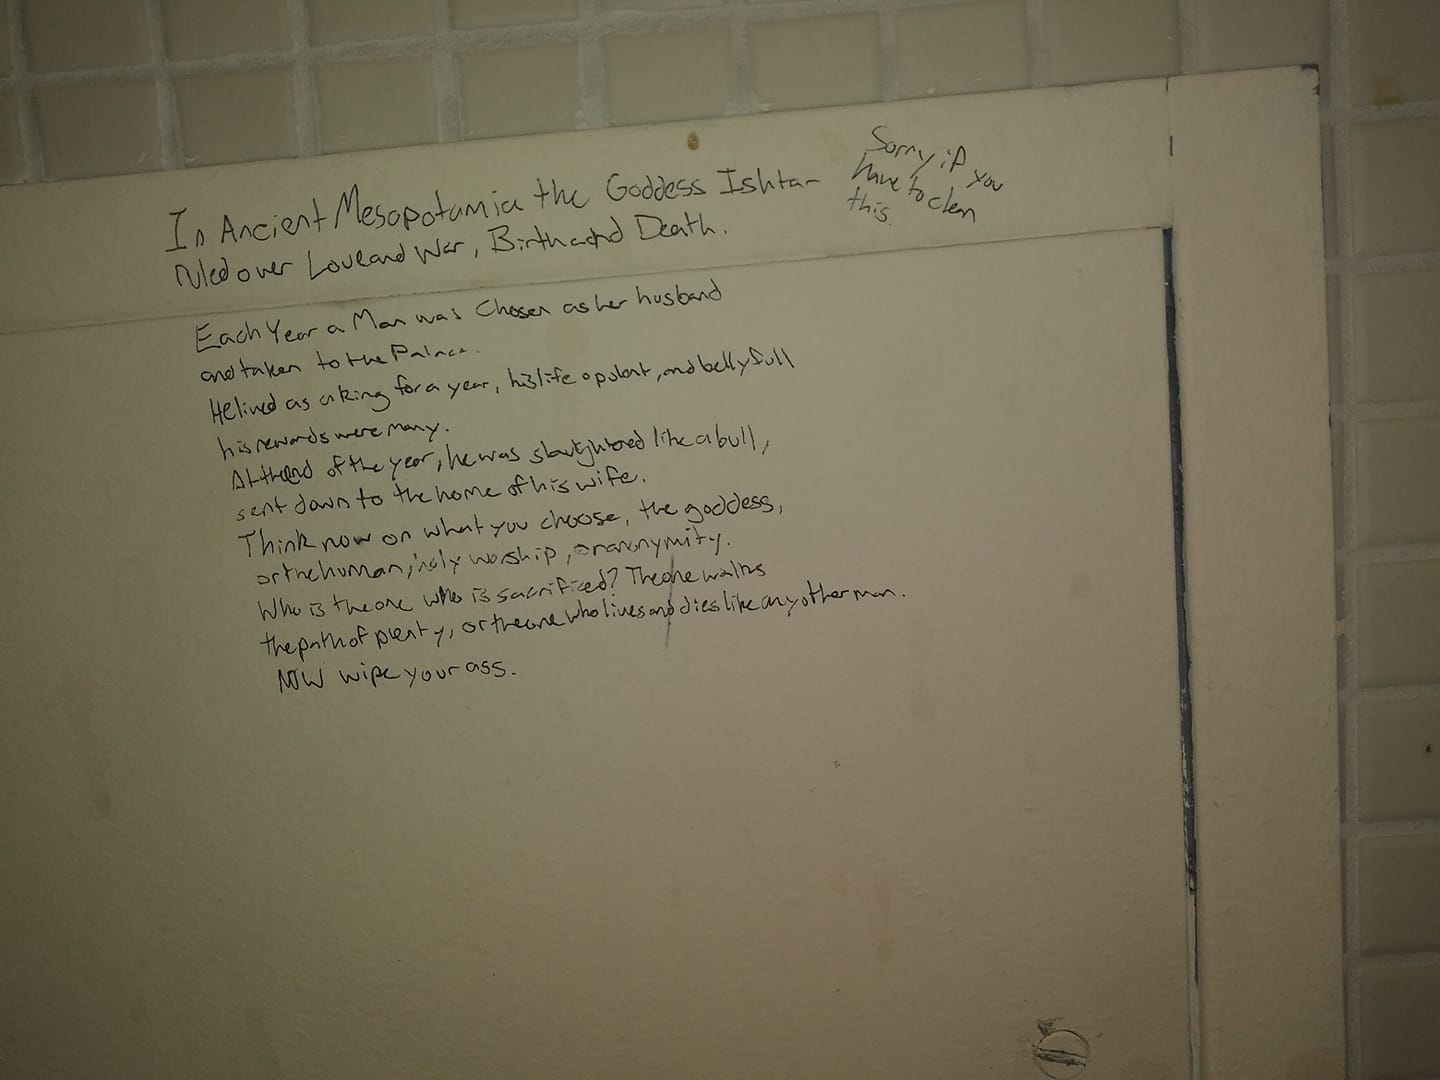 In Ancient Mesopotamia the Goddess Ishtar
ruled over Love and War, Birth and Death.
Sorry if you
have to clean
this.
Each Year a Man was Chosen as her husband
and taken to the Palace.
He lived as a king for a year, his life opulent, and belly full
his rewards were many.
At the end of the year, he was slaughtered like a bull,
sent down to the home of his wife.
Think now on what you choose, the goddess,
or the human, holy worship, or anonymity.
Who is the one who is sacrificed? The one walks
the path of plenty, or the one who lives and dies like any other man.
NOW wipe your ass.